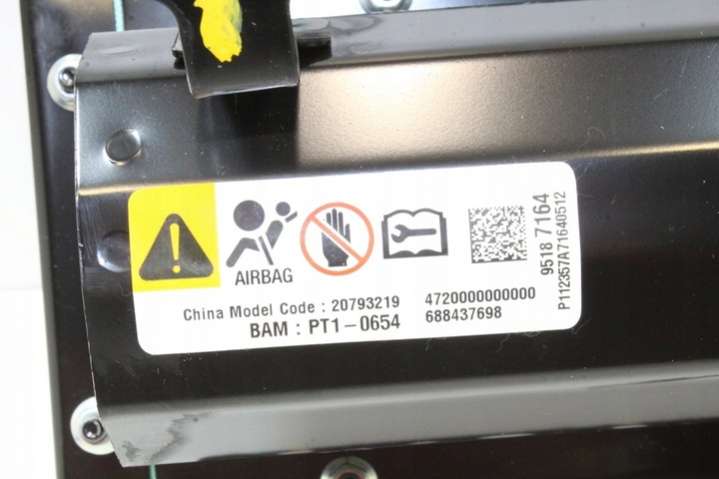 AIRBAG
China Model Code : 20793219
BAM : PT1-0654
4720000000000
688437698
9518 7164
P112357A71640512